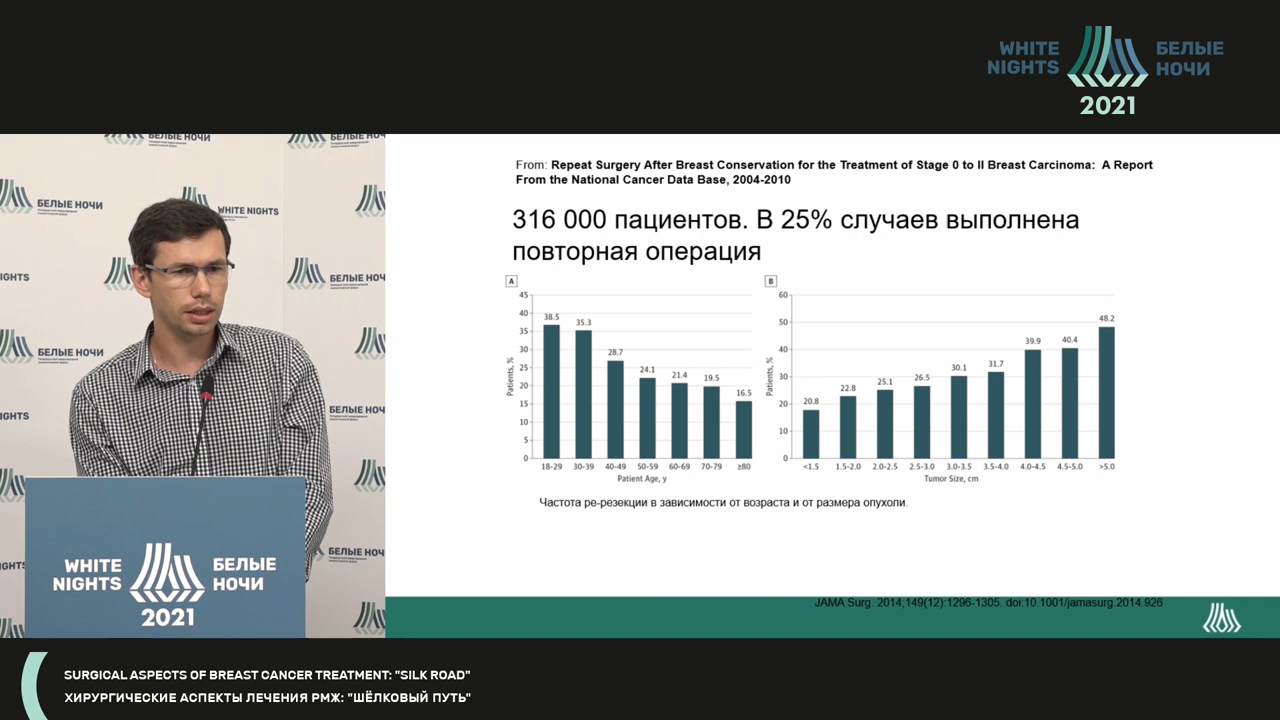 WHITE
NIGHTS
БЕЛЫЕ
НОЧИ
2021
From: Repeat Surgery After Breast Conservation for the Treatment of Stage 0 to II Breast Carcinoma: A Report
From the National Cancer Data Base, 2004-2010
316 000 пациентов. В 25% случаев выполнена
повторная операция
A
Patients, %
45
40
35
30
25
20
15
10
5
0
38.5
35.3
28.7
24.1
21.4
19.5
16.5
18-29 30-39 40-49 50-59 60-69 70-79 ≥80
Patient Age, y
B
Patients, %
60
50
40
30
20
10
0
20.8
22.8
25.1
26.5
30.1
31.7
39.9
40.4
48.2
<1.5 1.5-2.0 2.0-2.5 2.5-3.0 3.0-3.5 3.5-4.0 4.0-4.5 4.5-5.0 >5.0
Tumor Size, cm
Частота ре-резекции в зависимости от возраста и от размера опухоли.
JAMA Surg. 2014;149(12):1296-1305. doi:10.1001/jamasurg.2014.926
БЕЛЫЕ НОЧИ
WHITE NIGHTS
БЕЛЫЕ НОЧИ
WHITE
NIGHTS
БЕЛЫЕ
НОЧИ
2021
SURGICAL ASPECTS OF BREAST CANCER TREATMENT: "SILK ROAD"
ХИРУРГИЧЕСКИЕ АСПЕКТЫ ЛЕЧЕНИЯ РМЖ: "ШЁЛКОВЫЙ ПУТЬ"